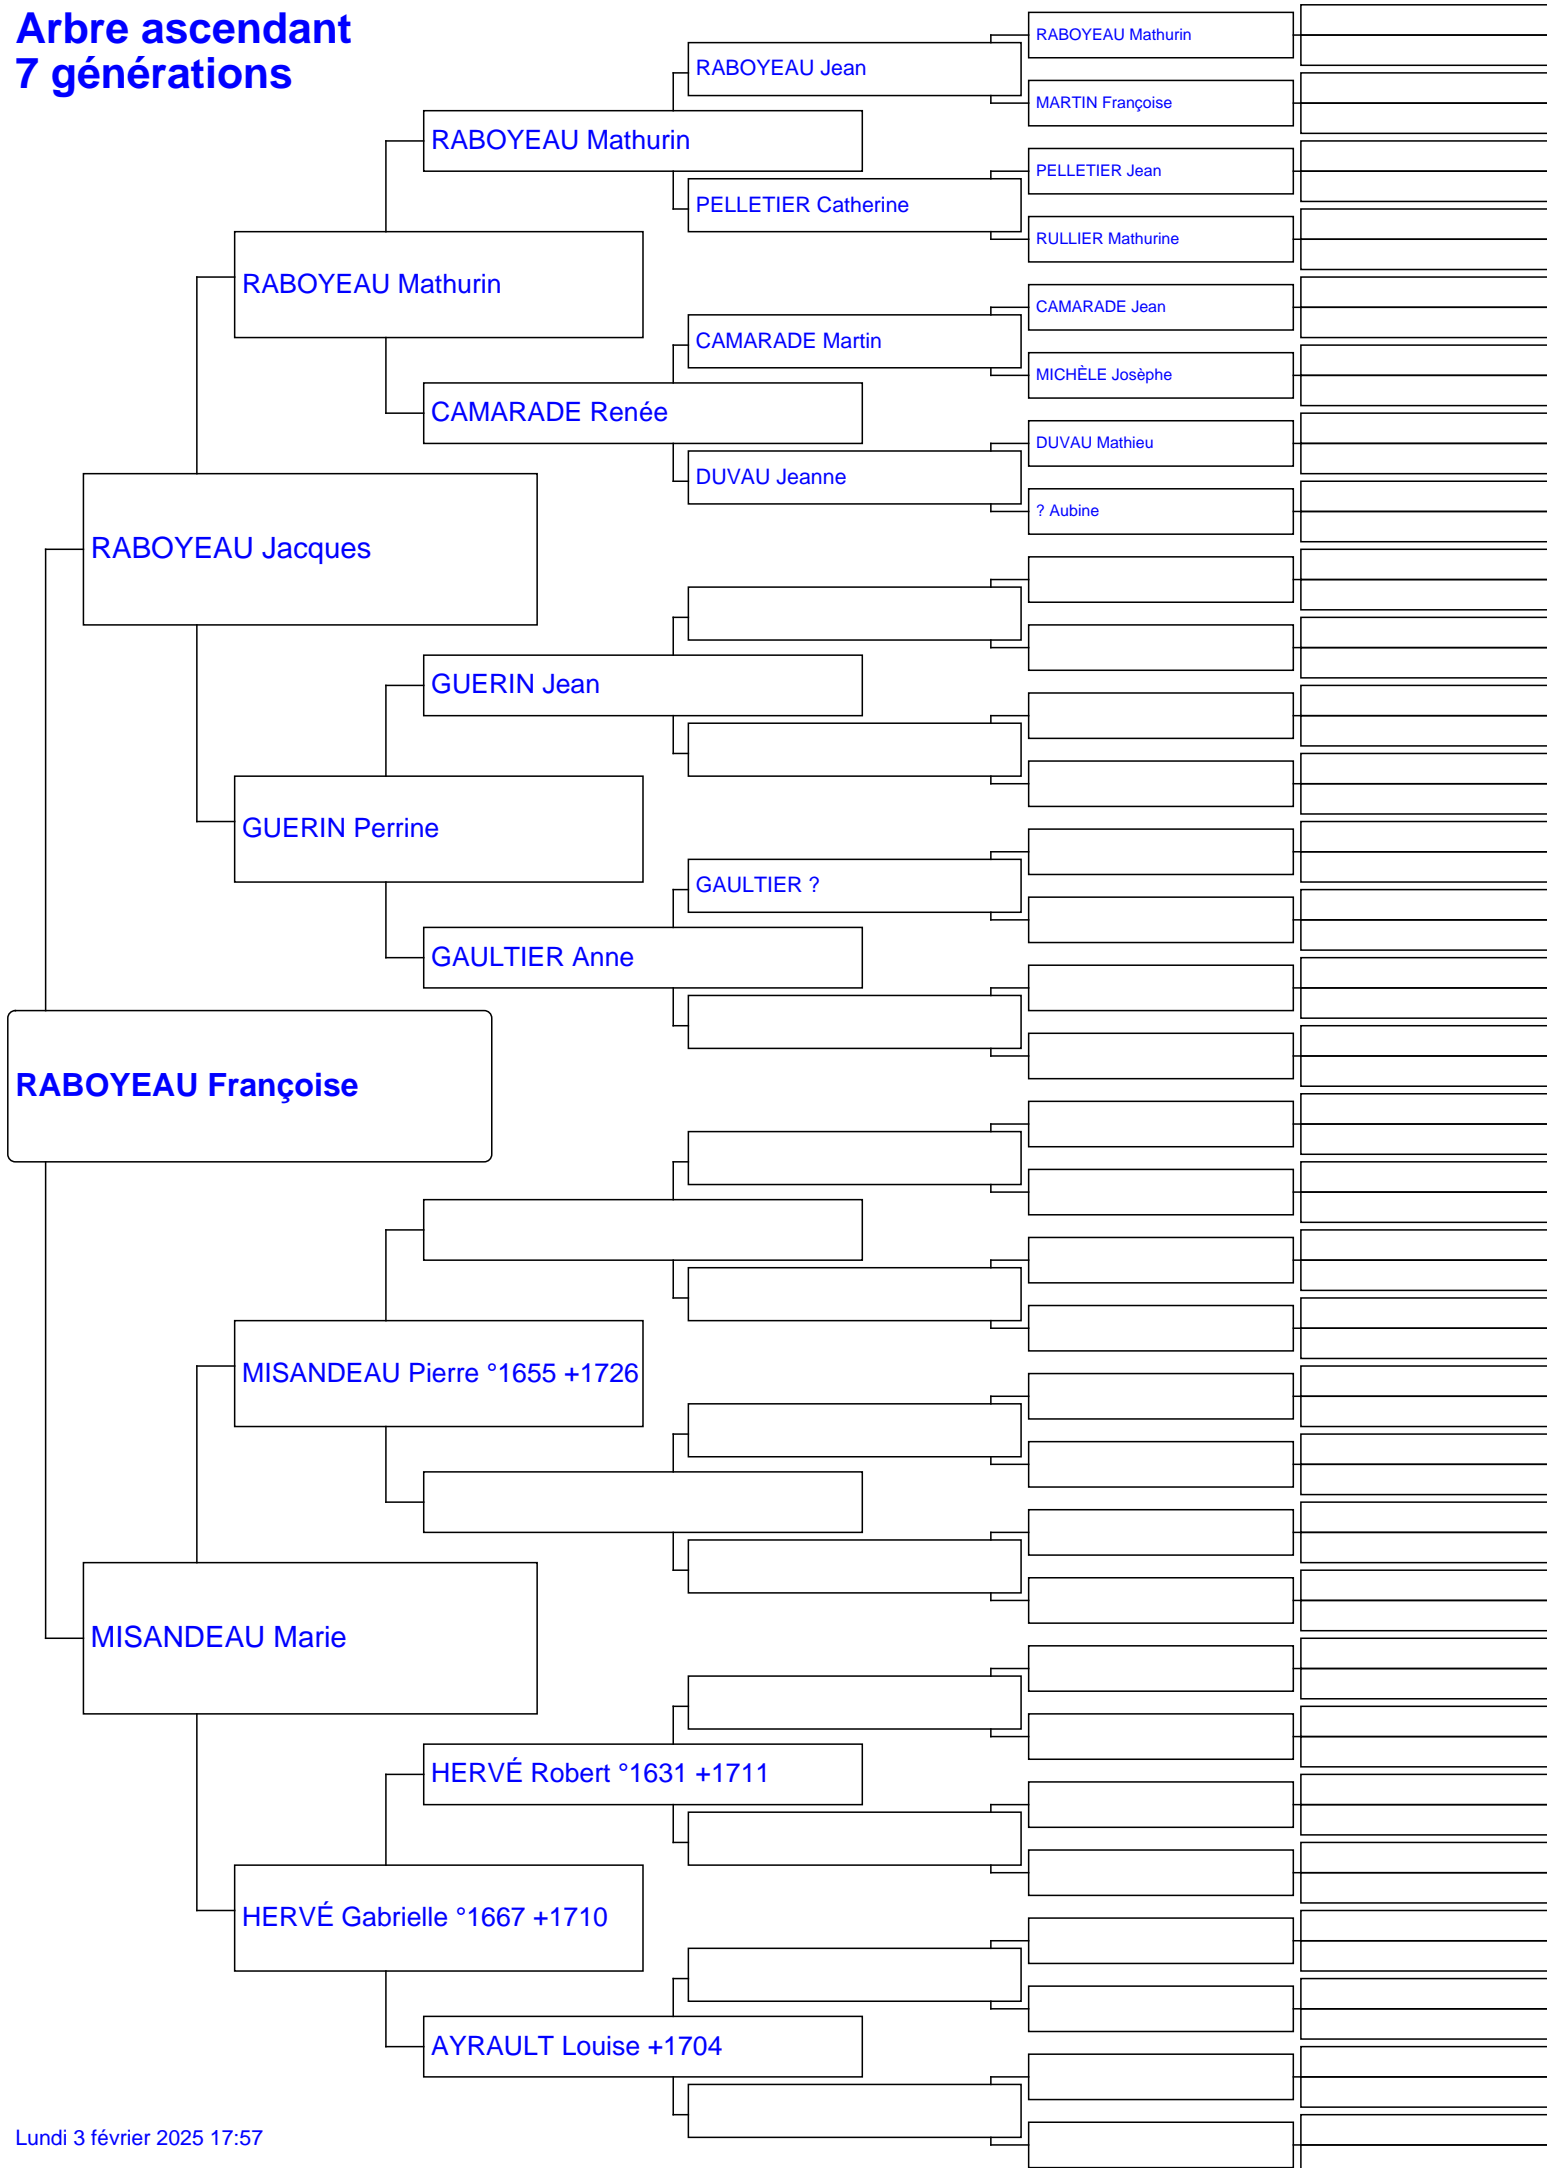 Arbre ascendant
7 générations
RABOYEAU Mathurin
RABOYEAU Jean
MARTIN Françoise
RABOYEAU Mathurin
PELLETIER Jean
PELLETIER Catherine
RULLIER Mathurine
RABOYEAU Mathurin
CAMARADE Jean
CAMARADE Martin
MICHÈLE Josèphe
CAMARADE Renée
DUVAU Mathieu
DUVAU Jeanne
? Aubine
RABOYEAU Jacques
GUERIN Jean
GUERIN Perrine
GAULTIER ?
GAULTIER Anne
RABOYEAU Françoise
MISANDEAU Pierre °1655 +1726
MISANDEAU Marie
HERVÉ Robert °1631 +1711
HERVÉ Gabrielle °1667 +1710
AYRAULT Louise +1704
Lundi 3 février 2025 17:57